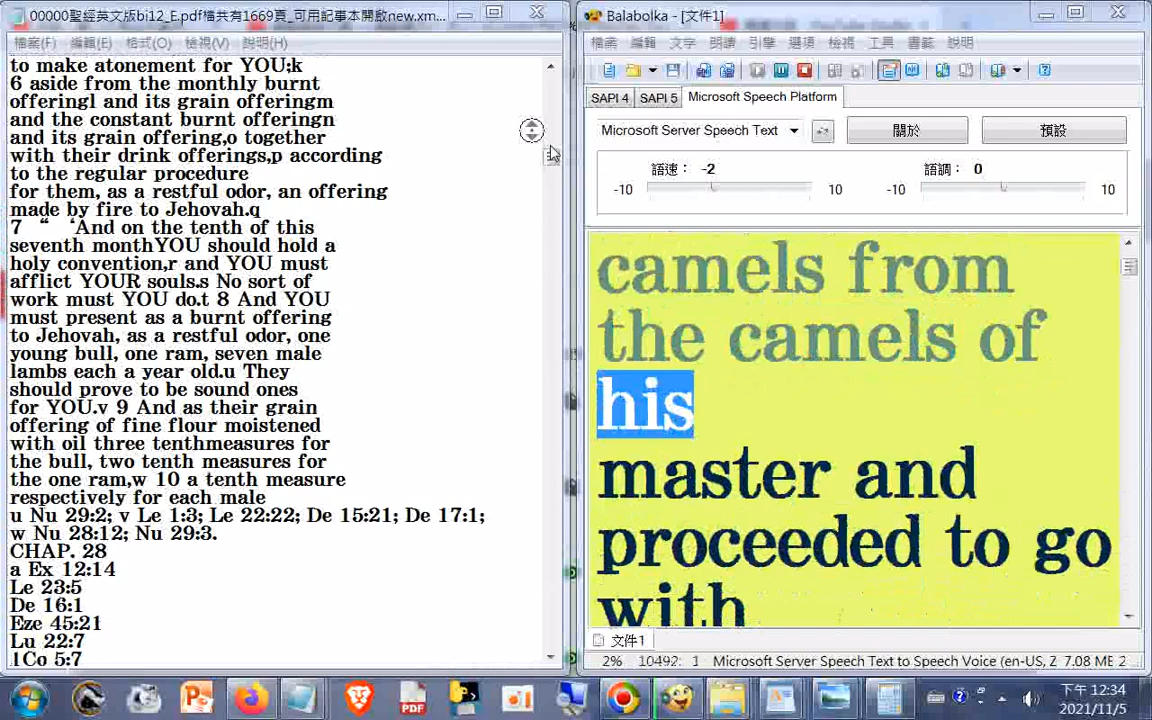 00000聖經英文版bi12_E.pdf檔共有1669頁_可用記事本開啟new.xm...
檔案(F) 編輯(E) 格式(O) 檢視(V) 說明(H)
to make atonement for YOU;k
6 aside from the monthly burnt
offeringl and its grain offeringm
and the constant burnt offeringn
and its grain offering,o together
with their drink offerings,p according
to the regular procedure
for them, as a restful odor, an offering
made by fire to Jehovah.q
7 “ ‘And on the tenth of this
seventh monthYOU should hold a
holy convention,r and YOU must
afflict YOUR souls.s No sort of
work must YOU do.t 8 And YOU
must present as a burnt offering
to Jehovah, as a restful odor, one
young bull, one ram, seven male
lambs each a year old.u They
should prove to be sound ones
for YOU.v 9 And as their grain
offering of fine flour moistened
with oil three tenthmeasures for
the bull, two tenth measures for
the one ram,w 10 a tenth measure
respectively for each male
u Nu 29:2; v Le 1:3; Le 22:22; De 15:21; De 17:1;
w Nu 28:12; Nu 29:3.
CHAP. 28
a Ex 12:14
Le 23:5
De 16:1
Eze 45:21
Lu 22:7
1Co 5:7
Balabolka - [文件1]
檔案 編輯 文字 朗讀 引擎 選項 檢視 工具 書籤 說明
SAPI 4 SAPI 5 Microsoft Speech Platform
Microsoft Server Speech Text 關於 預設
語速： -2 語調： 0
-10 10 -10 10
camels from
the camels of
his
master and
proceeded to go
with
文件1
2% 10492: 1 Microsoft Server Speech Text to Speech Voice (en-US, Z 7.08 ME 2
PDF
下午 12:34
2021/11/5